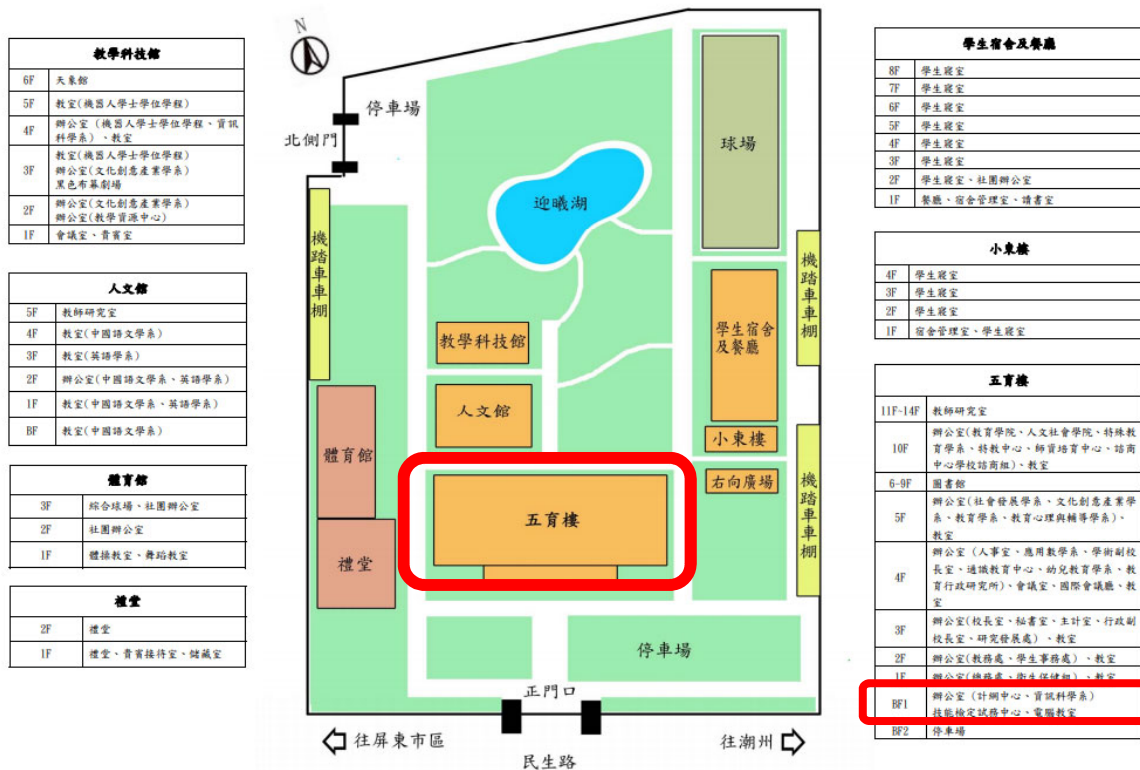 教學科技館
6F 天象館
5F 教室(機器人學士學位學程)
4F 辦公室 (機器人學士學位學程、資訊
科學系)、教室
3F 教室(機器人學士學位學程)
辦公室(文化創意產業學系)
黑色布幕劇場
2F 辦公室(文化創意產業學系)
辦公室(教學資源中心)
1F 會議室、貴賓室
人文館
5F 教師研究室
4F 教室(中國語文學系)
3F 教室(英語學系)
2F 辦公室(中國語文學系、英語學系)
1F 教室(中國語文學系、英語學系)
BF 教室(中國語文學系)
體育館
3F 綜合球場、社團辦公室
2F 社團辦公室
1F 體操教室、舞蹈教室
禮堂
2F 禮堂
1F 禮堂、貴賓接待室、儲藏室
N
停車場
北側門
球場
迎曦湖
機踏車車棚
機踏車車棚
教學科技館
學生宿舍
及餐廳
人文館
小東樓
體育館
右向廣場
機踏車車棚
五育樓
禮堂
停車場
正門口
往屏東市區
民生路
往潮州
學生宿舍及餐廳
8F 學生寢室
7F 學生寢室
6F 學生寢室
5F 學生寢室
4F 學生寢室
3F 學生寢室
2F 學生寢室、社團辦公室
1F 餐廳、宿舍管理室、讀書室
小東樓
4F 學生寢室
3F 學生寢室
2F 學生寢室
1F 宿舍管理室、學生寢室
五育樓
11F-14F 教師研究室
10F 辦公室(教育學院、人文社會學院、特殊教
育學系、特教中心、師資培育中心、諮商
中心學校諮商組)、教室
6-9F 圖書館
5F 辦公室(社會發展學系、文化創意產業學
系、教育學系、教育心理與輔導學系)、
教室
4F 辦公室 (人事室、應用數學系、學術副校
長室、通識教育中心、幼兒教育學系、教
育行政研究所)、會議室、國際會議廳、教
室
3F 辦公室(校長室、秘書室、主計室、行政副
校長室、研究發展處)、教室
2F 辦公室(教務處、學生事務處)、教室
1F 辦公室(總務處、衛生保健組)、教室
BF1 辦公室 (計網中心、資訊科學系)
技能檢定試務中心、電腦教室
BF2 停車場